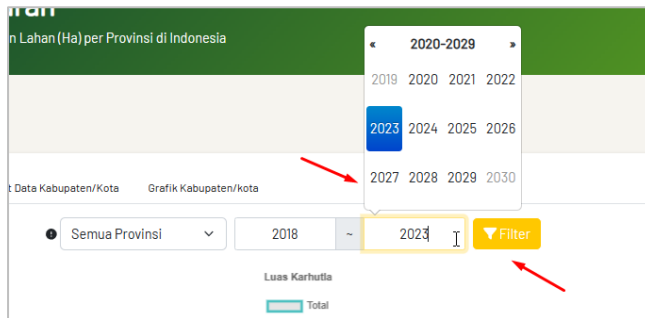 n Lahan (Ha) per Provinsi di Indonesia
« 2020-2029 »
2019 2020 2021 2022
2023 2024 2025 2026
2027 2028 2029 2030
t Data Kabupaten/Kota Grafik Kabupaten/kota
Semua Provinsi 2018 ~ 2023 Filter
Luas Karhutla
Total